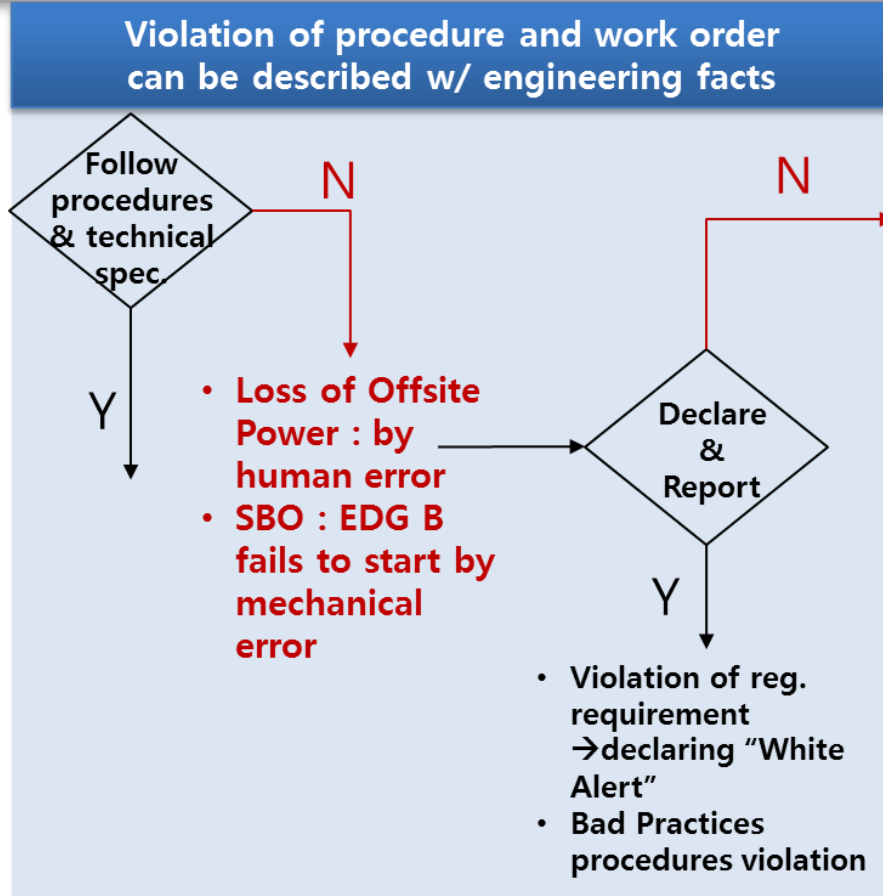 Violation of procedure and work order
can be described w/ engineering facts
Follow
procedures
& technical
spec.
N
Y
• Loss of Offsite
Power : by
human error
• SBO : EDG B
fails to start by
mechanical
error
N
Declare
&
Report
Y
• Violation of reg.
requirement
→declaring “White
Alert”
• Bad Practices
procedures violation